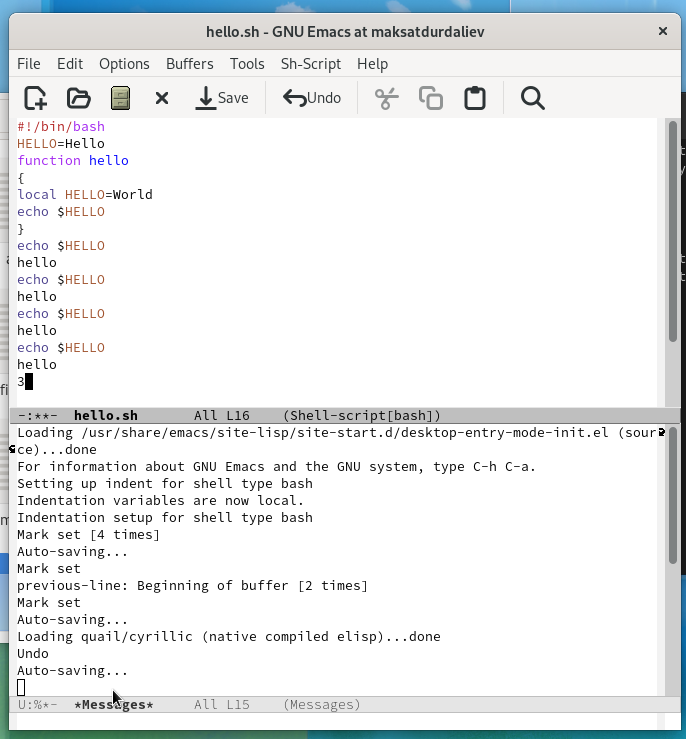 hello.sh - GNU Emacs at maksatdurdaliev
File Edit Options Buffers Tools Sh-Script Help
Save Undo
#!/bin/bash
HELLO=Hello
function hello
{
local HELLO=World
echo $HELLO
}
echo $HELLO
hello
echo $HELLO
hello
echo $HELLO
hello
echo $HELLO
hello
3
-:**- hello.sh All L16 (Shell-script[bash])
Loading /usr/share/emacs/site-lisp/site-start.d/desktop-entry-mode-init.el (sour
ce)...done
For information about GNU Emacs and the GNU system, type C-h C-a.
Setting up indent for shell type bash
Indentation variables are now local.
Indentation setup for shell type bash
Mark set [4 times]
Auto-saving...
Mark set
previous-line: Beginning of buffer [2 times]
Mark set
Auto-saving...
Loading quail/cyrillic (native compiled elisp)...done
Undo
Auto-saving...
U:%*- *Messages* All L15 (Messages)